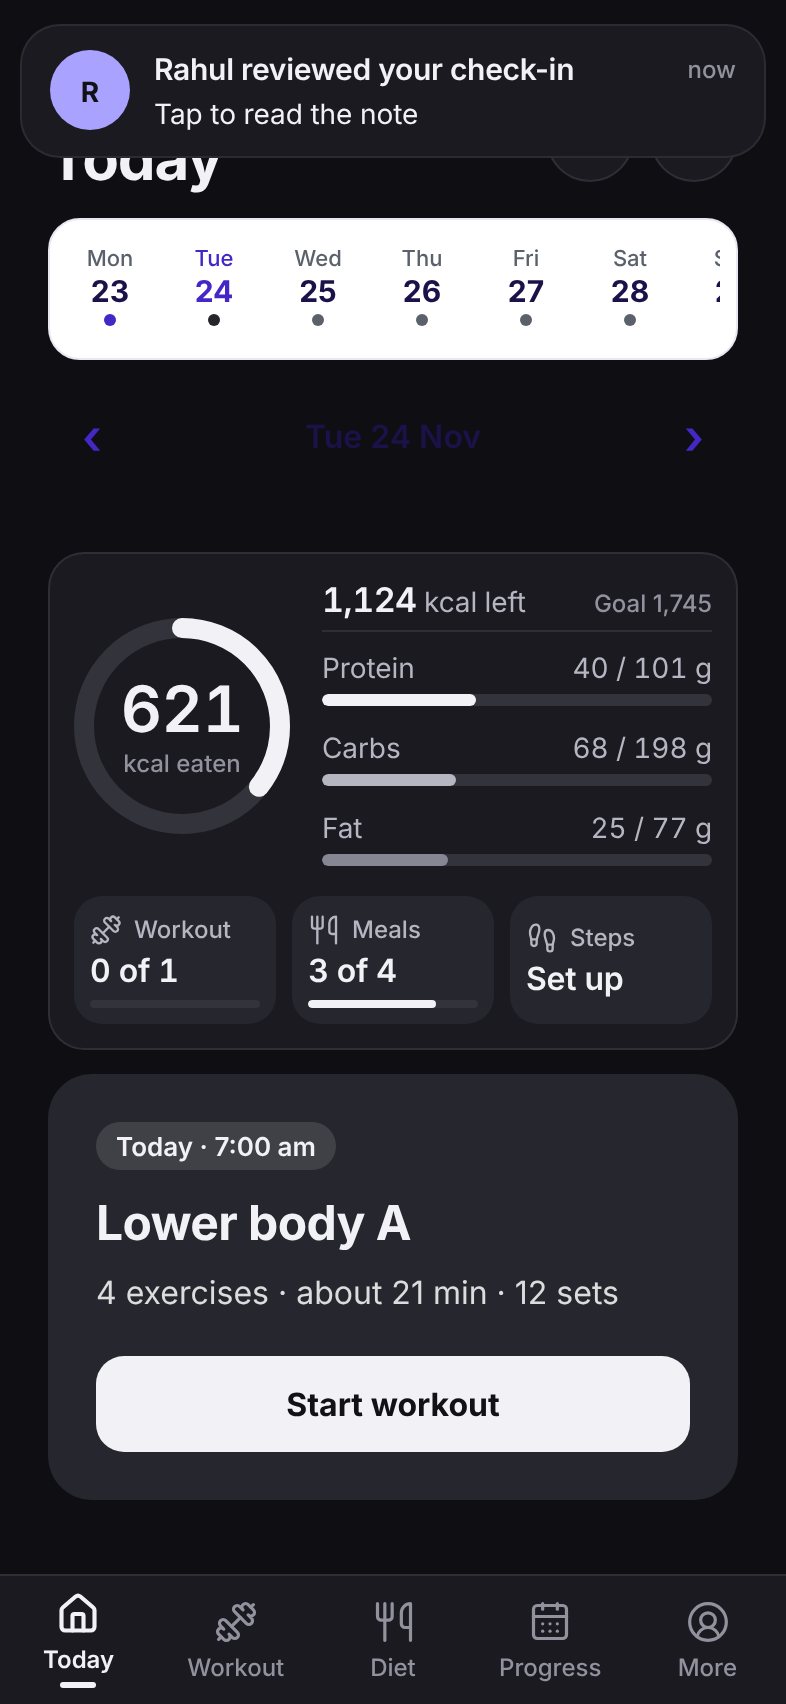 R
Rahul reviewed your check-in
now
Tap to read the note
Today
Mon Tue Wed Thu Fri Sat
23 24 25 26 27 28
‹ Tue 24 Nov ›
1,124 kcal left Goal 1,745
621
kcal eaten
Protein 40 / 101 g
Carbs 68 / 198 g
Fat 25 / 77 g
Workout
0 of 1
Meals
3 of 4
Steps
Set up
Today · 7:00 am
Lower body A
4 exercises · about 21 min · 12 sets
Start workout
Today Workout Diet Progress More